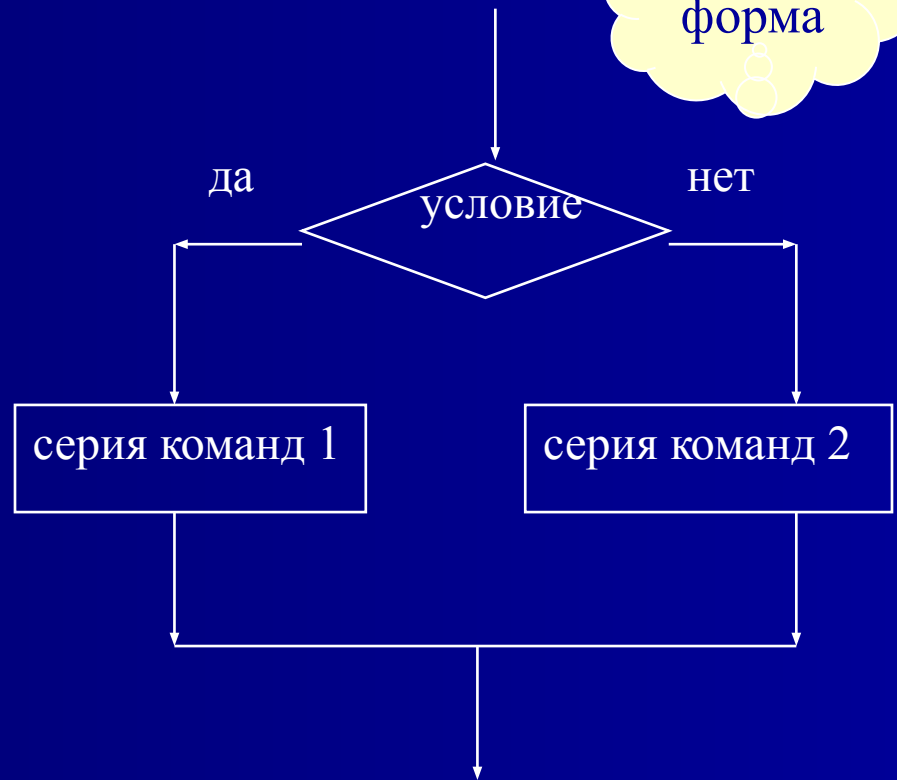 форма
да
нет
условие
серия команд 1
серия команд 2